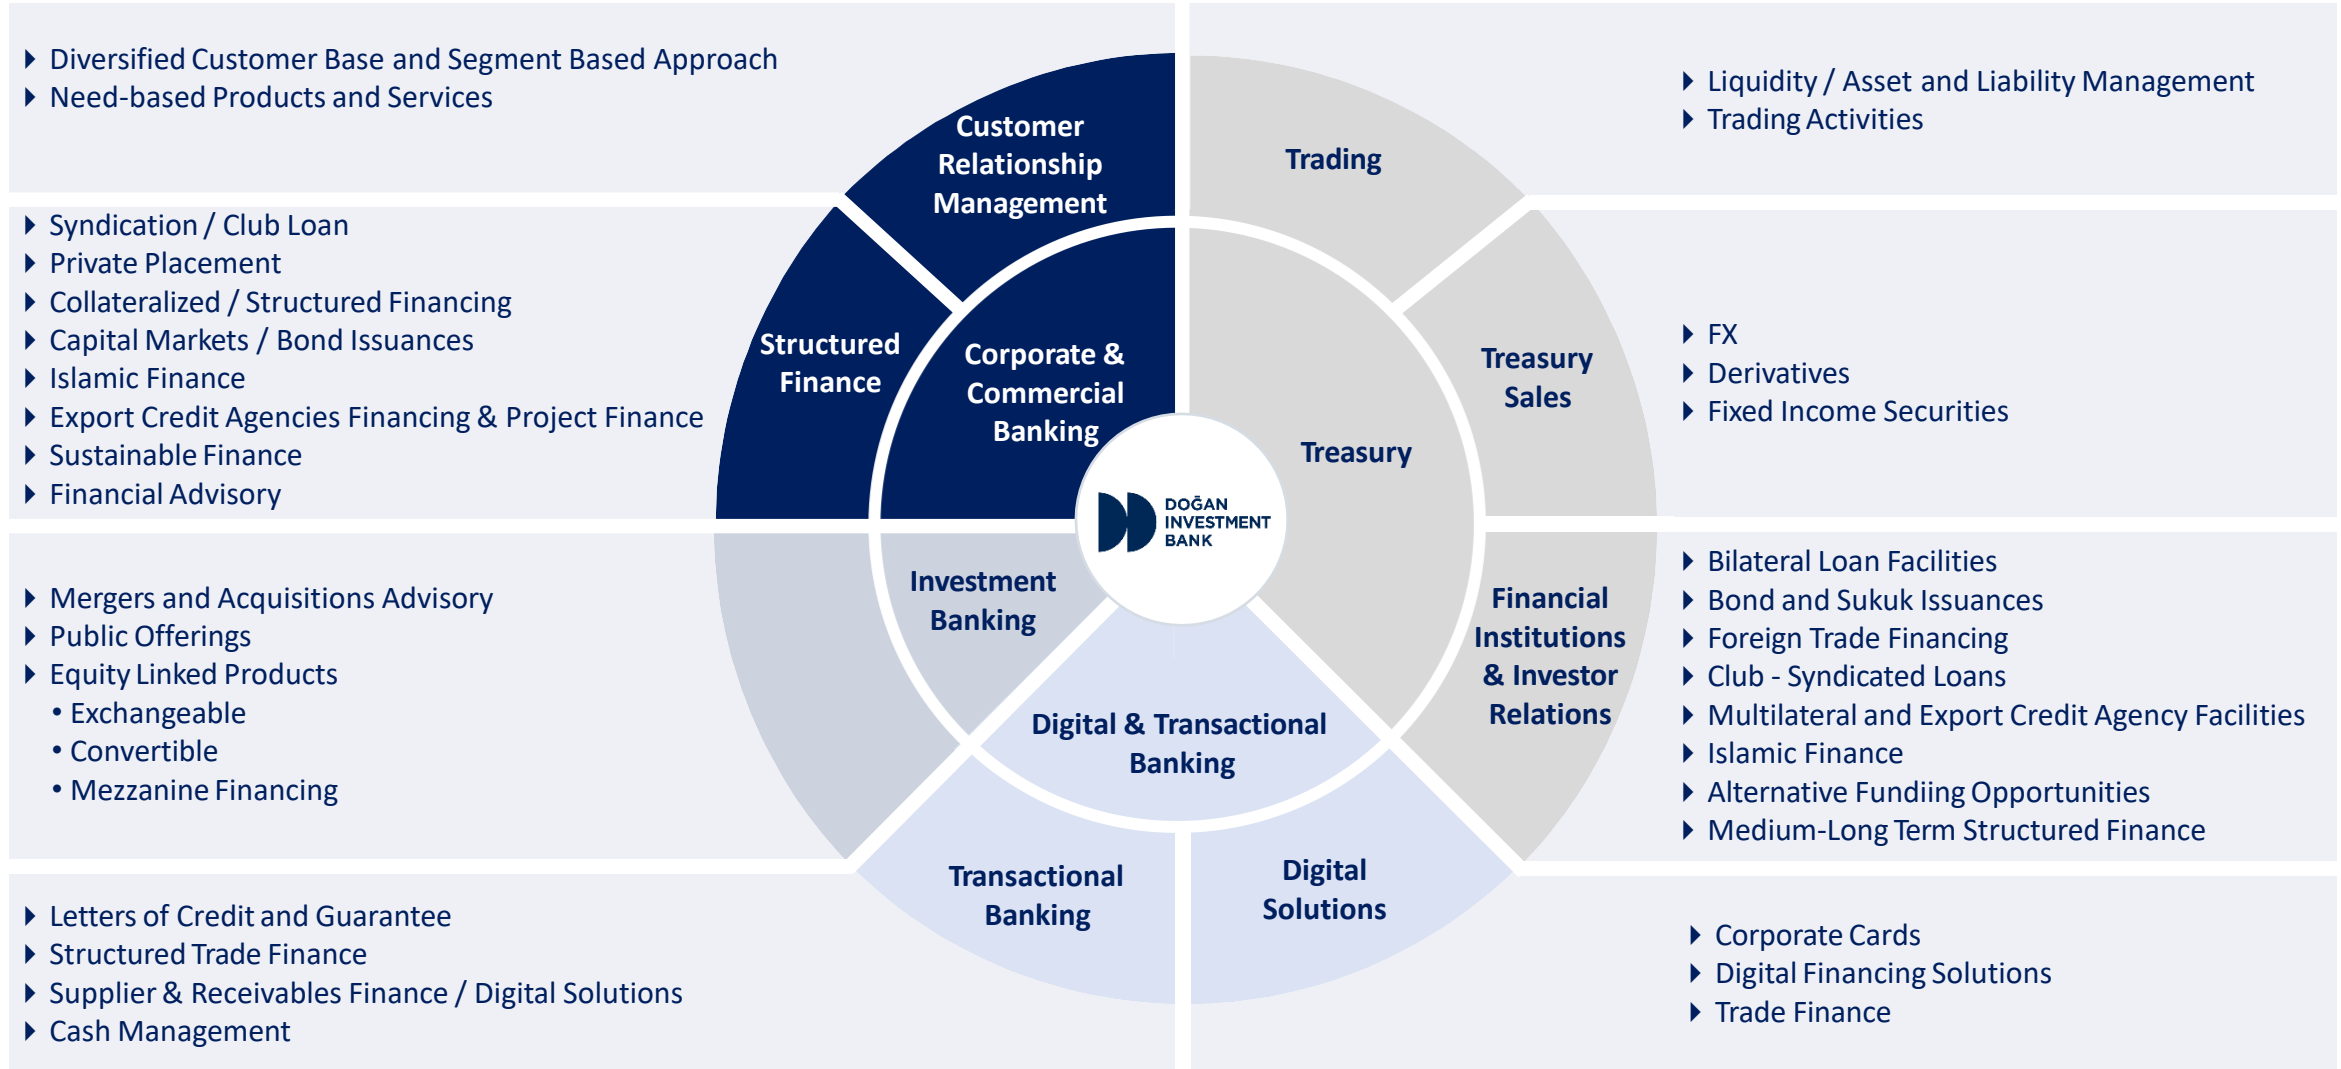 Diversified Customer Base and Segment Based Approach
Need-based Products and Services
Customer
Relationship
Management
Trading
Liquidity / Asset and Liability Management
Trading Activities
Syndication / Club Loan
Private Placement
Collateralized / Structured Financing
Capital Markets / Bond Issuances
Islamic Finance
Export Credit Agencies Financing & Project Finance
Sustainable Finance
Financial Advisory
Structured
Finance
Corporate &
Commercial
Banking
Treasury
Treasury
Sales
FX
Derivatives
Fixed Income Securities
DOĞAN
INVESTMENT
BANK
Mergers and Acquisitions Advisory
Public Offerings
Equity Linked Products
• Exchangeable
• Convertible
• Mezzanine Financing
Investment
Banking
Digital & Transactional
Banking
Financial
Institutions
& Investor
Relations
Bilateral Loan Facilities
Bond and Sukuk Issuances
Foreign Trade Financing
Club - Syndicated Loans
Multilateral and Export Credit Agency Facilities
Islamic Finance
Alternative Fundiing Opportunities
Medium-Long Term Structured Finance
Letters of Credit and Guarantee
Structured Trade Finance
Supplier & Receivables Finance / Digital Solutions
Cash Management
Transactional
Banking
Digital
Solutions
Corporate Cards
Digital Financing Solutions
Trade Finance